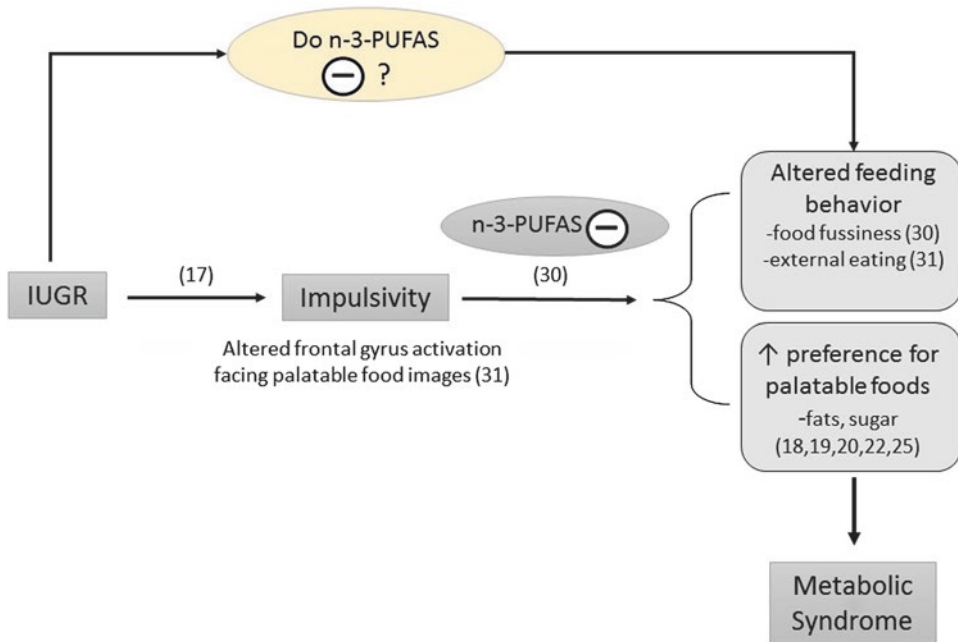 Do n-3-PUFAS
− ?
Altered feeding
behavior
-food fussiness (30)
-external eating (31)
n-3-PUFAS −
IUGR
(17)
Impulsivity
(30)
Altered frontal gyrus activation
facing palatable food images (31)
↑ preference for
palatable foods
-fats, sugar
(18,19,20,22,25)
Metabolic
Syndrome